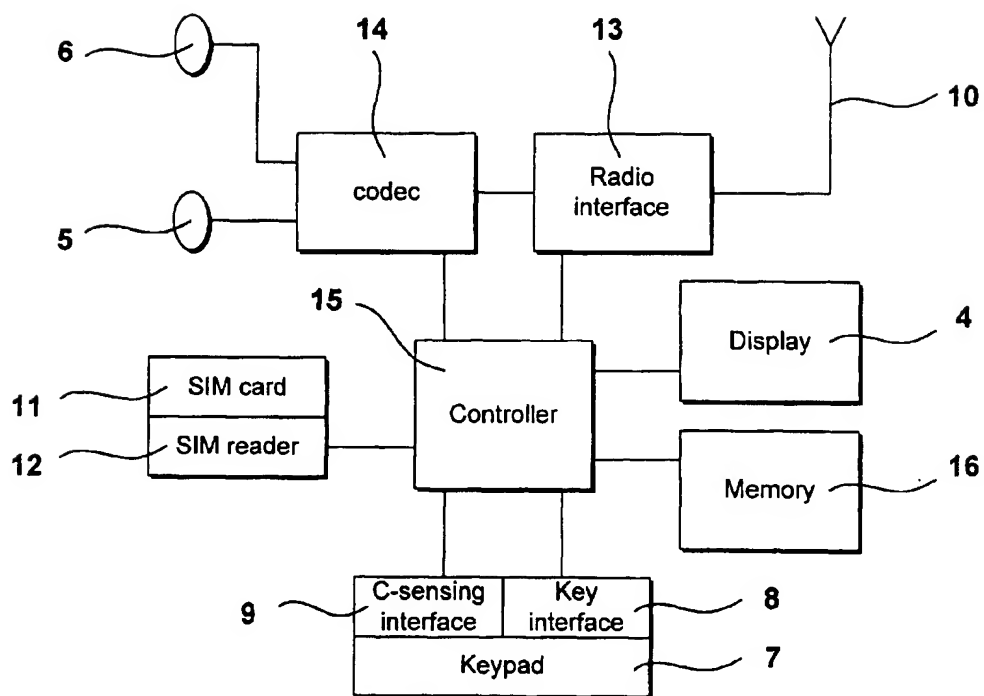 6
14
13
10
codec
Radio
interface
5
15
4
Display
11
SIM card
Controller
12
SIM reader
16
Memory
9
C-sensing
interface
Key
interface
8
Keypad
7